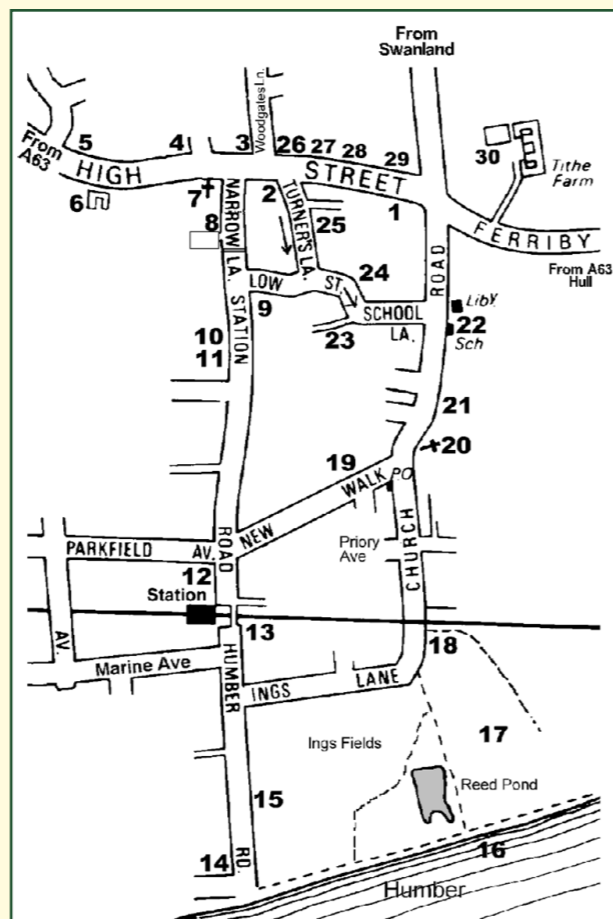 From
Swanland
Woodgates Ln.
From
A63
5
4
3
26
27
28
29
30
HIGH
STREET
Tithe
Farm
6
7
2
1
8
NARROW
LA.
TURNER'S
LA.
25
FERRIBY
From A63
Hull
24
LOW
ST.
ROAD
Liby.
9
STATION
SCHOOL
LA.
22
Sch
23
10
11
21
20
19
NEW
WALK
PO
ROAD
CHURCH
PARKFIELD
AV.
Priory
Ave
12
Station
13
18
AV.
Marine Ave
HUMBER
INGS
LANE
17
Ings Fields
Reed Pond
15
14
RD.
16
Humber